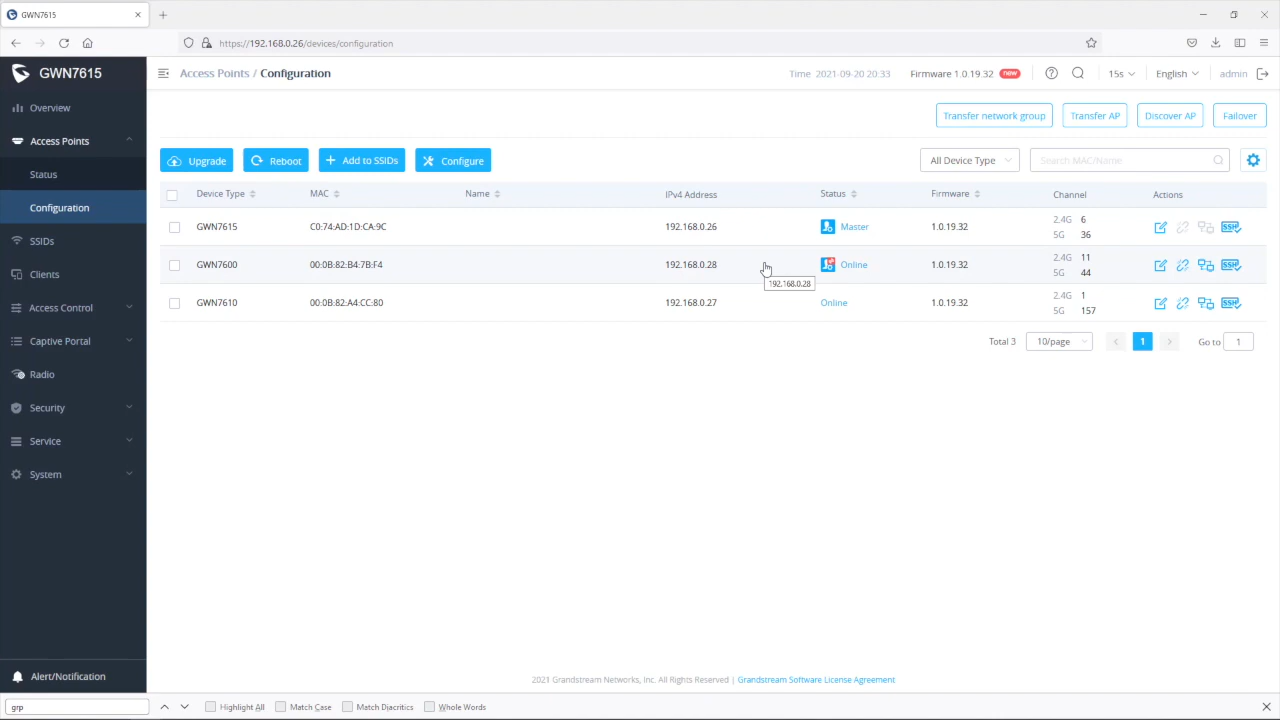 GWN7615
https://192.168.0.26/devices/configuration
GWN7615
Access Points / Configuration
Time 2021-09-20 20:33
Firmware 1.0.19.32 new
15s
English
admin
Overview
Access Points
Status
Configuration
SSIDs
Clients
Access Control
Captive Portal
Radio
Security
Service
System
Alert/Notification
Transfer network group
Transfer AP
Discover AP
Failover
Upgrade
Reboot
Add to SSIDs
Configure
All Device Type
Search MAC/Name
Device Type MAC Name IPv4 Address Status Firmware Channel Actions
GWN7615 C0:74:AD:1D:CA:9C 192.168.0.26 Master 1.0.19.32 2.4G 6 SSH
5G 36
GWN7600 00:0B:82:B4:7B:F4 192.168.0.28 Online 1.0.19.32 2.4G 11 SSH
5G 44
192.168.0.28
GWN7610 00:0B:82:A4:CC:80 192.168.0.27 Online 1.0.19.32 2.4G 1 SSH
5G 157
Total 3 10/page 1 Go to 1
2021 Grandstream Networks, Inc. All Rights Reserved | Grandstream Software License Agreement
grp Highlight All Match Case Match Diacritics Whole Words